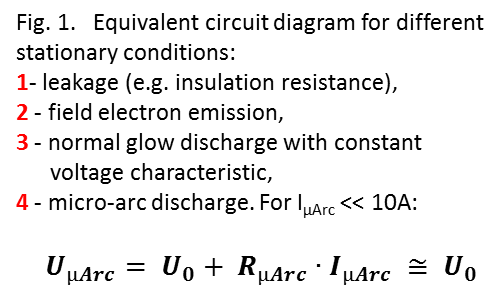 Fig. 1.   Equivalent circuit diagram for different
stationary conditions:
1- leakage (e.g. insulation resistance),
2 - field electron emission,
3 - normal glow discharge with constant
voltage characteristic,
4 - micro-arc discharge. For IμArc << 10A:
UμArc = U0 + RμArc · IμArc ≅ U0